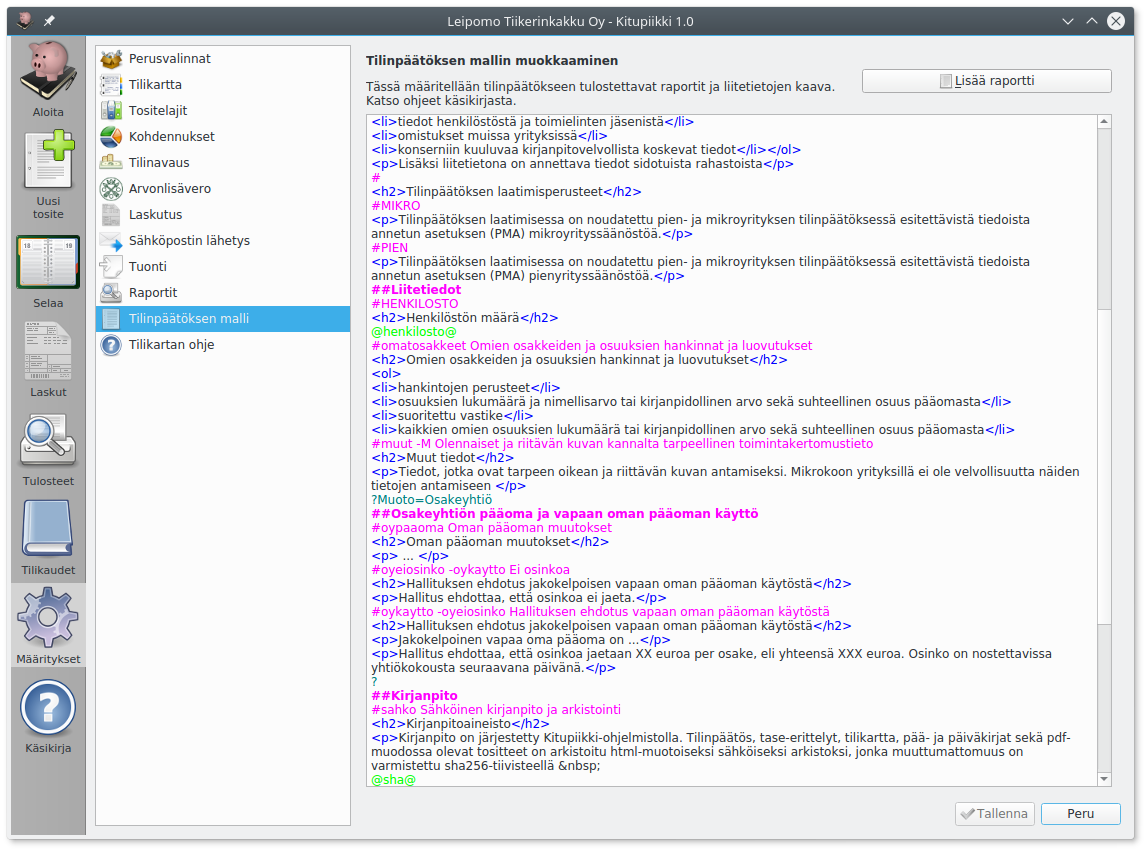 Leipomo Tiikerinkakku Oy - Kitupiikki 1.0
Aloita
Uusi
tosite
Selaa
Laskut
Tulosteet
Tilikaudet
Määritykset
Käsikirja
Perusvalinnat
Tilikartta
Tositelajit
Kohdennukset
Tilinavaus
Arvonlisävero
Laskutus
Sähköpostin lähetys
Tuonti
Raportit
Tilinpäätöksen malli
Tilikartan ohje
Tilinpäätöksen mallin muokkaaminen
Tässä määritellään tilinpäätökseen tulostettavat raportit ja liitetietojen kaava.
Katso ohjeet käsikirjasta.
Lisää raportti
<li>tiedot henkilöstöstä ja toimielinten jäsenistä</li>
<li>omistukset muissa yrityksissä</li>
<li>konserniin kuuluvaa kirjanpitovelvollista koskevat tiedot</li></ol>
<p>Lisäksi liitetietona on annettava tiedot sidotuista rahastoista</p>
#
<h2>Tilinpäätöksen laatimisperusteet</h2>
#MIKRO
<p>Tilinpäätöksen laatimisessa on noudatettu pien- ja mikroyrityksen tilinpäätöksessä esitettävistä tiedoista
annetun asetuksen (PMA) mikroyrityssäännöstöä.</p>
#PIEN
<p>Tilinpäätöksen laatimisessa on noudatettu pien- ja mikroyrityksen tilinpäätöksessä esitettävistä tiedoista
annetun asetuksen (PMA) pienyrityssäännöstöä.</p>
##Liitetiedot
#HENKILOSTO
<h2>Henkilöstön määrä</h2>
@henkilosto@
#omatosakkeet Omien osakkeiden ja osuuksien hankinnat ja luovutukset
<h2>Omien osakkeiden ja osuuksien hankinnat ja luovutukset</h2>
<ol>
<li>hankintojen perusteet</li>
<li>osuuksien lukumäärä ja nimellisarvo tai kirjanpidollinen arvo sekä suhteellinen osuus pääomasta</li>
<li>suoritettu vastike</li>
<li>kaikkien omien osuuksien lukumäärä tai kirjanpidollinen arvo sekä suhteellinen osuus pääomasta</li>
#muut -M Olennaiset ja riitävän kuvan kannalta tarpeellinen toimintakertomustieto
<h2>Muut tiedot</h2>
<p>Tiedot, jotka ovat tarpeen oikean ja riittävän kuvan antamiseksi. Mikrokoon yrityksillä ei ole velvollisuutta näiden
tietojen antamiseen </p>
?Muoto=Osakeyhtiö
##Osakeyhtiön pääoma ja vapaan oman pääoman käyttö
#oypaaoma Oman pääoman muutokset
<h2>Oman pääoman muutokset</h2>
<p> ... </p>
#oyeiosinko -oykaytto Ei osinkoa
<h2>Hallituksen ehdotus jakokelpoisen vapaan oman pääoman käytöstä</h2>
<p>Hallitus ehdottaa, että osinkoa ei jaeta.</p>
#oykaytto -oyeiosinko Hallituksen ehdotus vapaan oman pääoman käytöstä
<h2>Hallituksen ehdotus jakokelpoisen vapaan oman pääoman käytöstä</h2>
<p>Jakokelpoinen vapaa oma pääoma on ...</p>
<p>Hallitus ehdottaa, että osinkoa jaetaan XX euroa per osake, eli yhteensä XXX euroa. Osinko on nostettavissa
yhtiökokousta seuraavana päivänä.</p>
?
##Kirjanpito
#sahko Sähköinen kirjanpito ja arkistointi
<h2>Kirjanpitoaineisto</h2>
<p>Kirjanpito on järjestetty Kitupiikki-ohjelmistolla. Tilinpäätös, tase-erittelyt, tilikartta, pää- ja päiväkirjat sekä pdf-
muodossa olevat tositteet on arkistoitu html-muotoiseksi sähköiseksi arkistoksi, jonka muuttumattomuus on
varmistettu sha256-tiivisteellä &nbsp;
@sha@
Tallenna
Peru